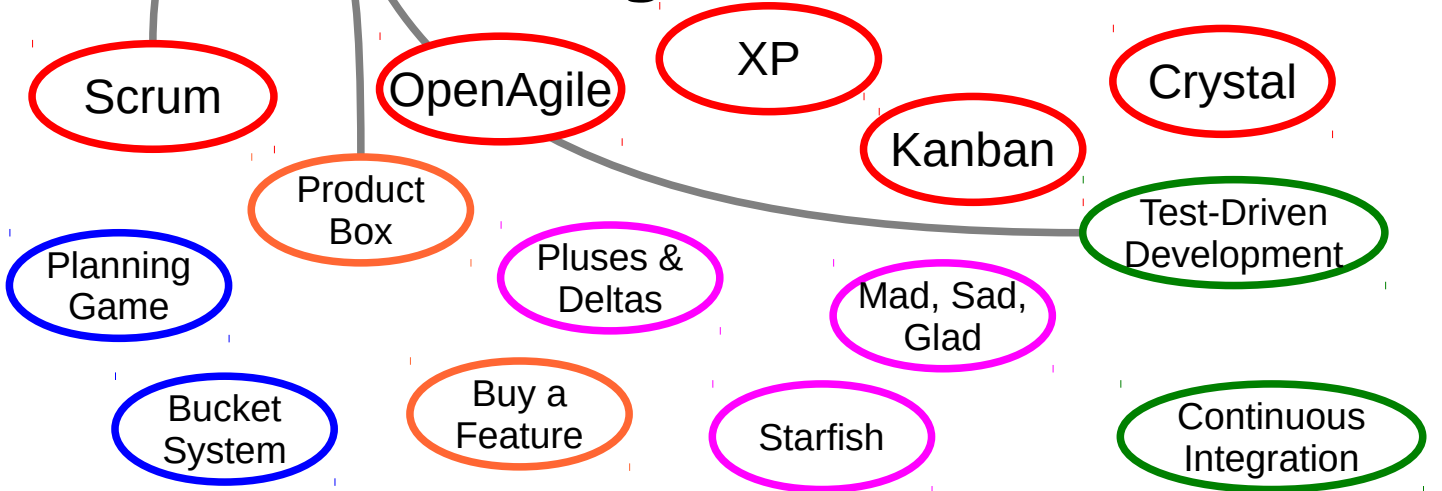 Scrum
OpenAgile
XP
Crystal
Kanban
Product
Box
Test-Driven
Development
Planning
Game
Pluses &
Deltas
Mad, Sad,
Glad
Bucket
System
Buy a
Feature
Starfish
Continuous
Integration